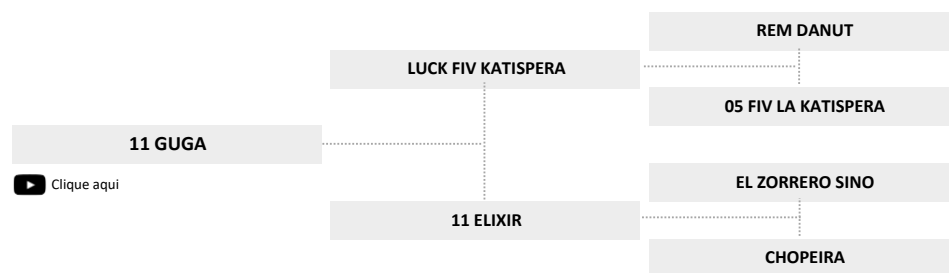 REM DANUT
LUCK FIV KATISPERA
05 FIV LA KATISPERA
11 GUGA
Clique aqui
EL ZORRERO SINO
11 ELIXIR
CHOPEIRA